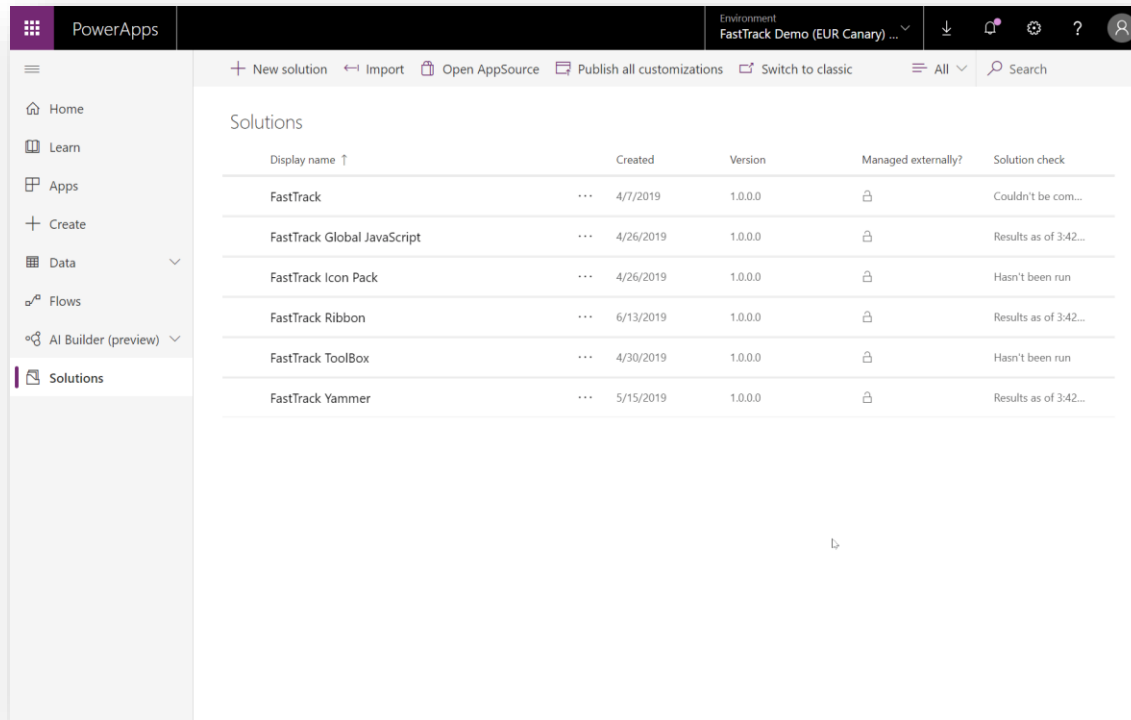 PowerApps
Environment
FastTrack Demo (EUR Canary) ...
?
New solution Import Open AppSource Publish all customizations Switch to classic All Search
Home
Learn
Apps
Create
Data
Flows
AI Builder (preview)
Solutions
Solutions
Display name ↑ Created Version Managed externally? Solution check
FastTrack ... 4/7/2019 1.0.0.0 Couldn't be com...
FastTrack Global JavaScript ... 4/26/2019 1.0.0.0 Results as of 3:42...
FastTrack Icon Pack ... 4/26/2019 1.0.0.0 Hasn't been run
FastTrack Ribbon ... 6/13/2019 1.0.0.0 Results as of 3:42...
FastTrack ToolBox ... 4/30/2019 1.0.0.0 Hasn't been run
FastTrack Yammer ... 5/15/2019 1.0.0.0 Results as of 3:42...